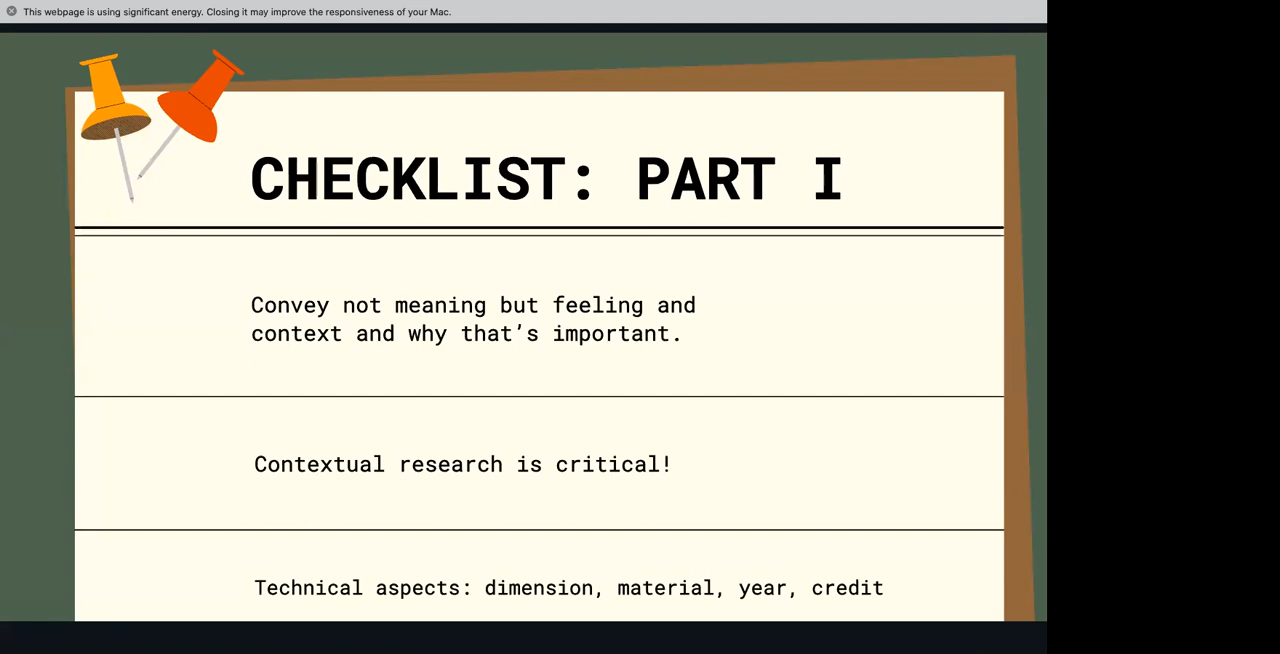 This webpage is using significant energy. Closing it may improve the responsiveness of your Mac.
CHECKLIST: PART I
Convey not meaning but feeling and
context and why that’s important.
Contextual research is critical!
Technical aspects: dimension, material, year, credit